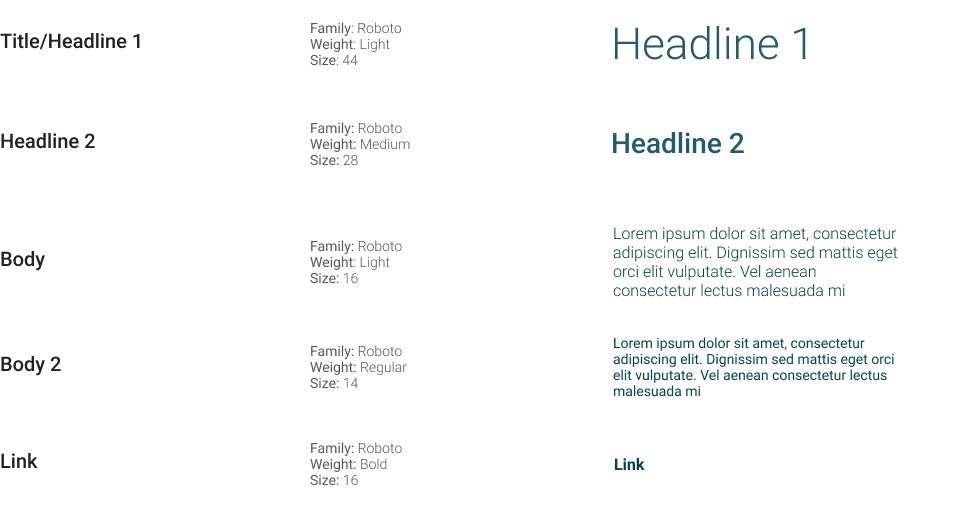 Title/Headline 1
Family: Roboto
Weight: Light
Size: 44
Headline 1
Headline 2
Family: Roboto
Weight: Medium
Size: 28
Headline 2
Body
Family: Roboto
Weight: Light
Size: 16
Lorem ipsum dolor sit amet, consectetur
adipiscing elit. Dignissim sed mattis eget
orci elit vulputate. Vel aenean
consectetur lectus malesuada mi
Body 2
Family: Roboto
Weight: Regular
Size: 14
Lorem ipsum dolor sit amet, consectetur
adipiscing elit. Dignissim sed mattis eget orci
elit vulputate. Vel aenean consectetur lectus
malesuada mi
Link
Family: Roboto
Weight: Bold
Size: 16
Link